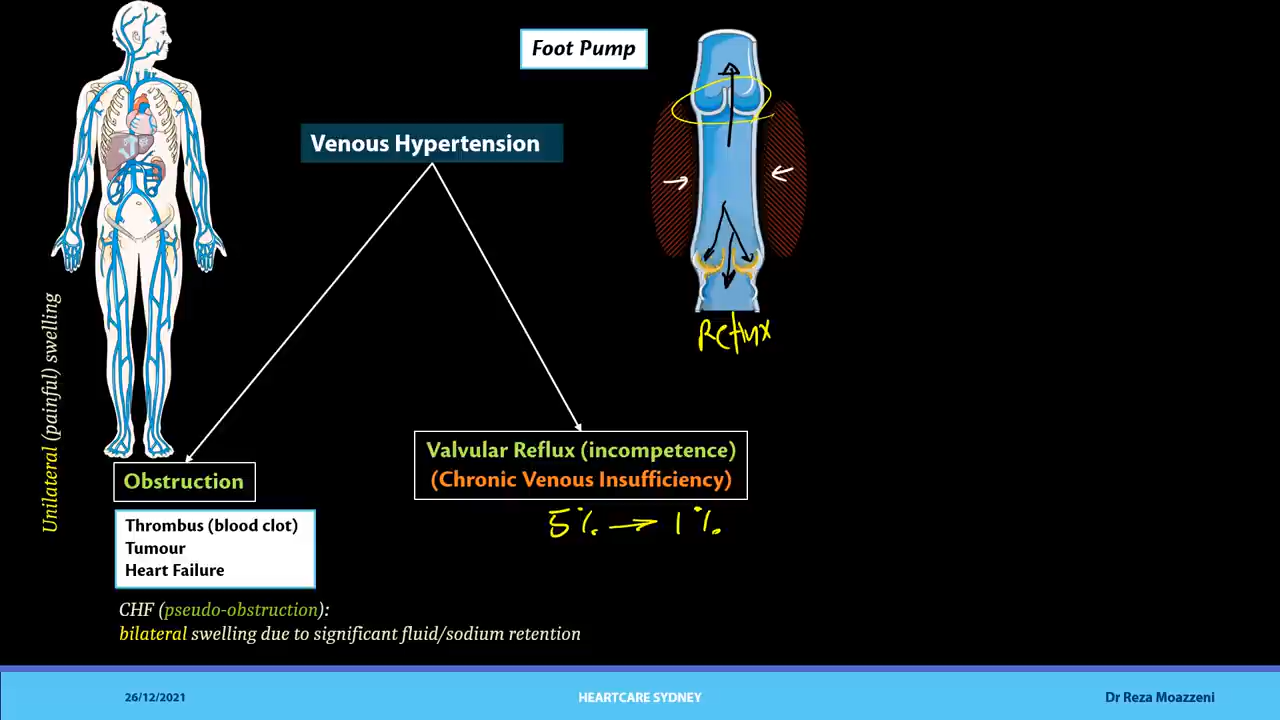 Foot Pump
Venous Hypertension
Reflux
Unilateral (painful) swelling
Obstruction
Thrombus (blood clot)
Tumour
Heart Failure
CHF (pseudo-obstruction):
bilateral swelling due to significant fluid/sodium retention
Valvular Reflux (incompetence)
(Chronic Venous Insufficiency)
5% → 1%
26/12/2021
HEARTCARE SYDNEY
Dr Reza Moazzeni